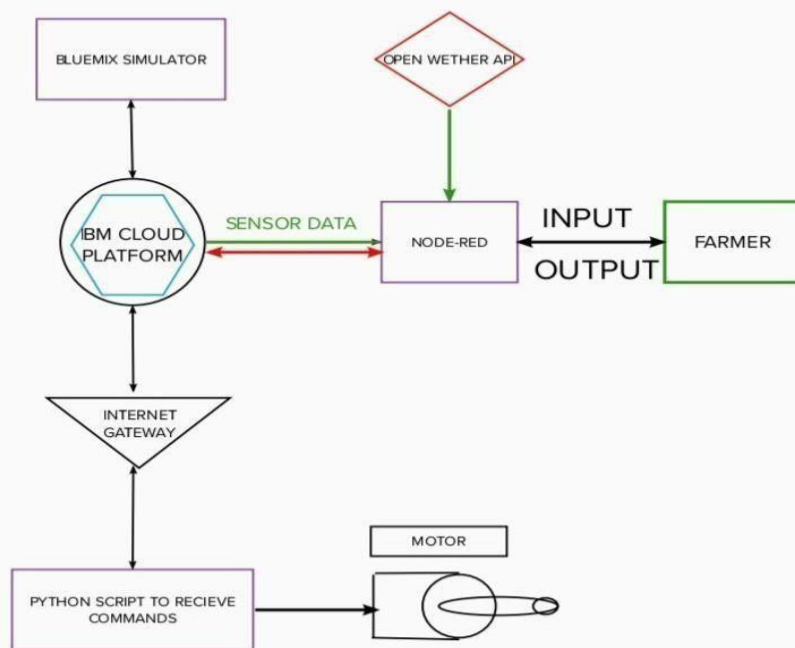 BLUEMIX SIMULATOR
OPEN WETHER API
IBM CLOUD
PLATFORM
SENSOR DATA
NODE-RED
INPUT
OUTPUT
FARMER
INTERNET
GATEWAY
MOTOR
PYTHON SCRIPT TO RECIEVE
COMMANDS